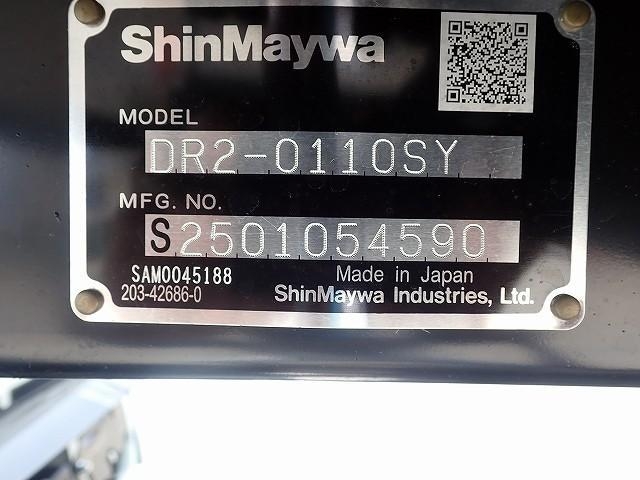 ShinMaywa
MODEL
DR2-0110SY
MFG. NO.
S2501054590
SAM0045188
Made in Japan
203-42686-0
ShinMaywa Industries, Ltd.